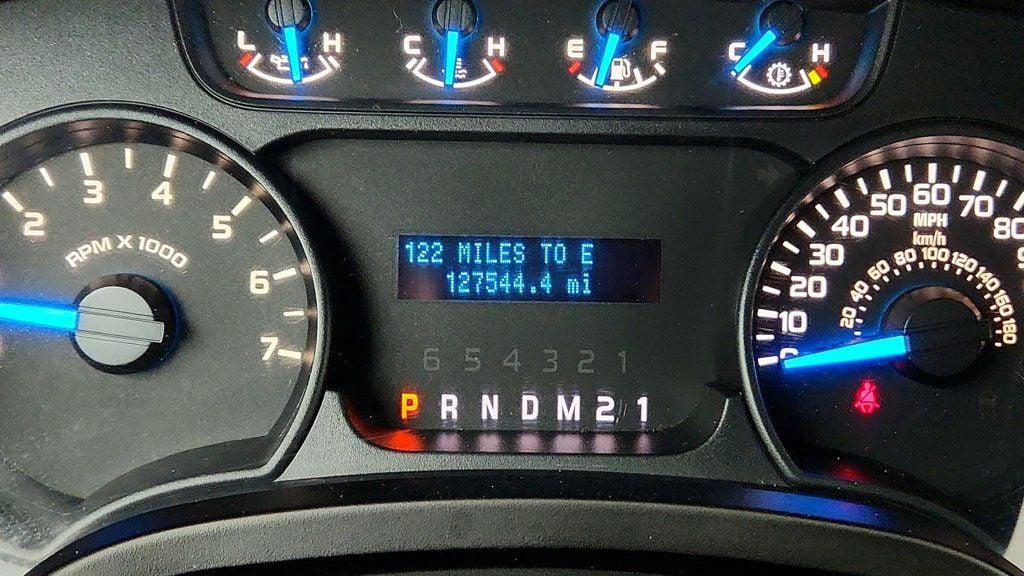 L H
C H
E F
C H
2 3 4 5 6 7
RPM X 1000
122 MILES TO E
127544.4 mi
6 5 4 3 2 1
P R N D M 2 1
0 10 20 30 40 50 60 70 80
MPH
km/h
20 40 60 80 100 120 140 160 180